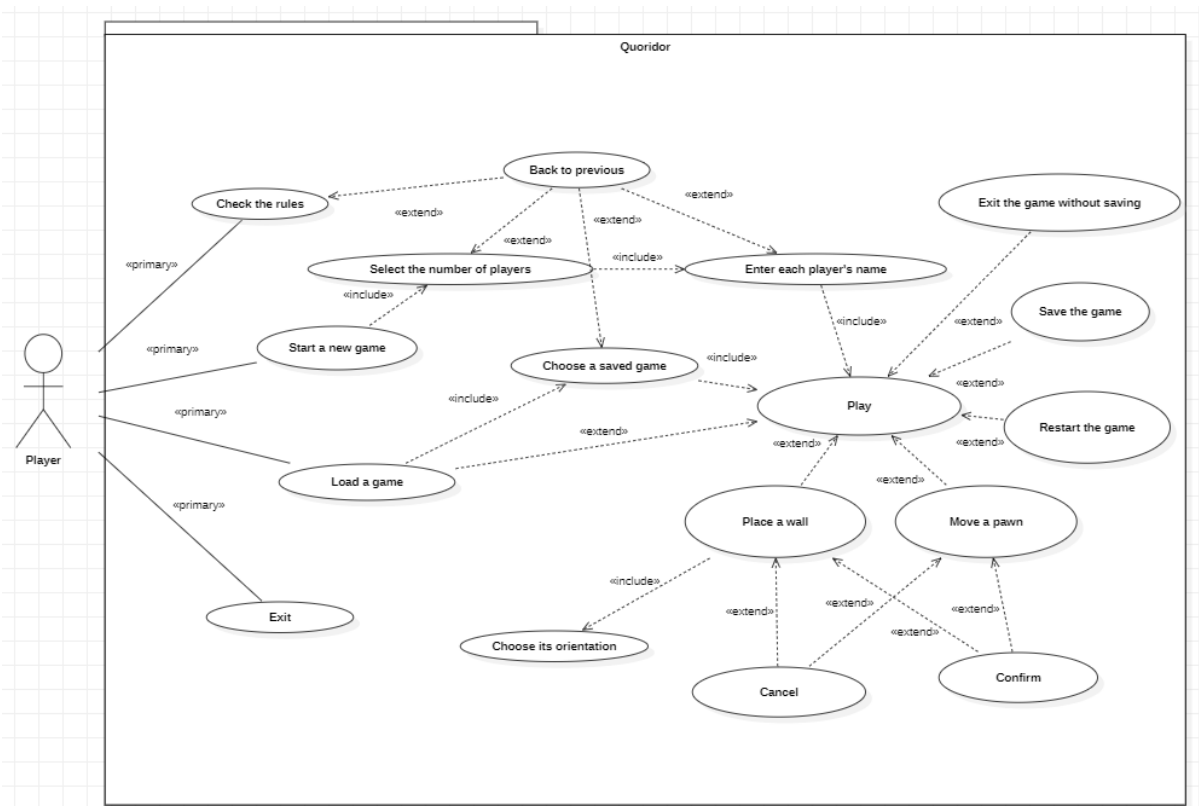 Quoridor
Back to previous
Check the rules
«extend»
«extend»
«extend»
«extend»
Exit the game without saving
«primary»
Select the number of players
«include»
Enter each player's name
«include»
«include»
«extend»
Save the game
«primary»
Start a new game
Choose a saved game
«include»
«extend»
«primary»
«include»
Play
«extend»
«extend»
Restart the game
«extend»
Player
Load a game
«extend»
«primary»
Place a wall
Move a pawn
«include»
«extend»
«extend»
«extend»
«extend»
Exit
Choose its orientation
Cancel
Confirm